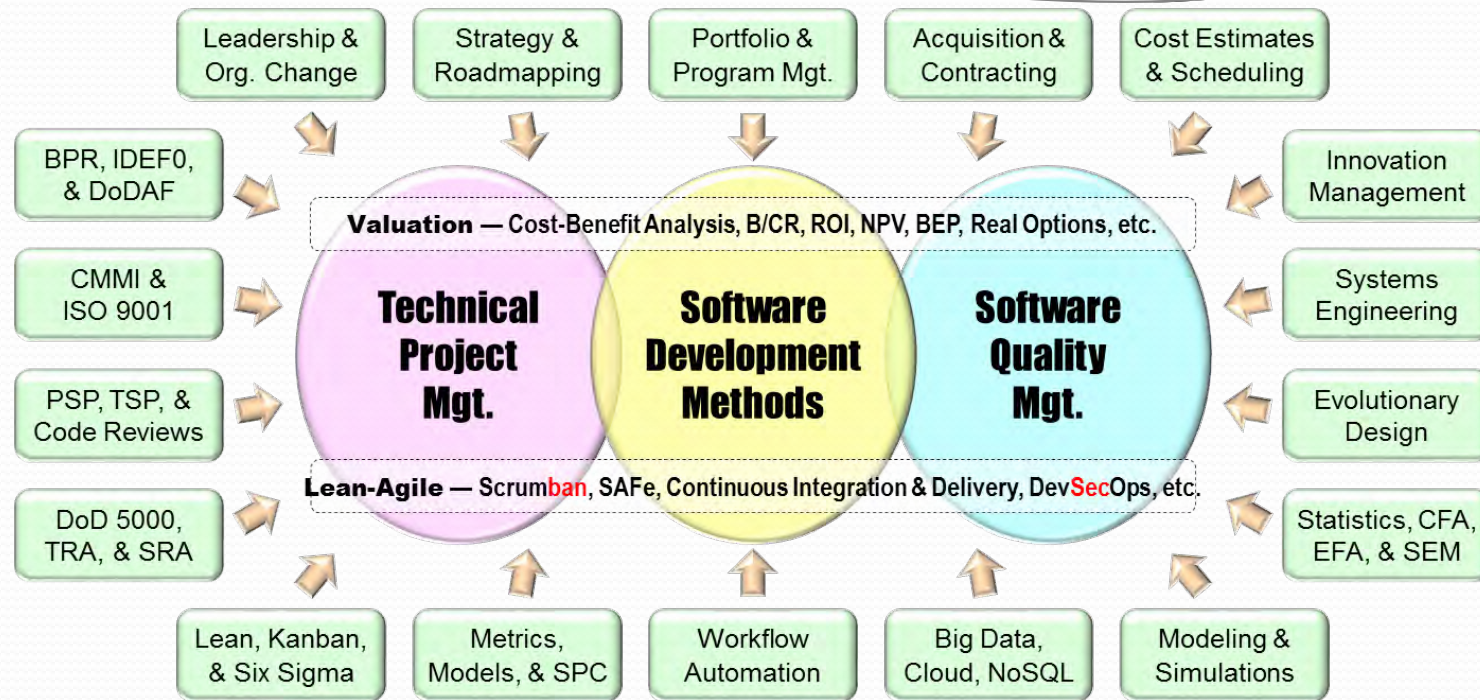 Leadership &
Org. Change
Strategy &
Roadmapping
Portfolio &
Program Mgt.
Acquisition &
Contracting
Cost Estimates
& Scheduling
BPR, IDEF0,
& DoDAF
Innovation
Management
Valuation — Cost-Benefit Analysis, B/CR, ROI, NPV, BEP, Real Options, etc.
CMMI &
ISO 9001
Technical
Project
Mgt.
Software
Development
Methods
Software
Quality
Mgt.
Systems
Engineering
PSP, TSP, &
Code Reviews
Evolutionary
Design
Lean-Agile — Scrumban, SAFe, Continuous Integration & Delivery, DevSecOps, etc.
DoD 5000,
TRA, & SRA
Statistics, CFA,
EFA, & SEM
Lean, Kanban,
& Six Sigma
Metrics,
Models, & SPC
Workflow
Automation
Big Data,
Cloud, NoSQL
Modeling &
Simulations